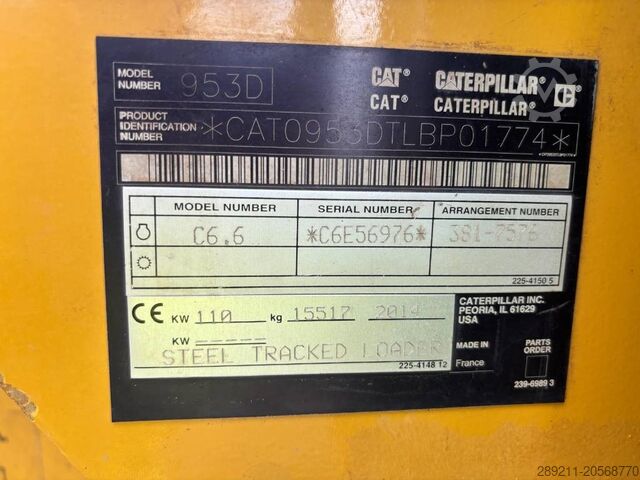 MODEL NUMBER 953D
CAT® CATERPILLAR® C
CAT® CATERPILLAR®
PRODUCT IDENTIFICATION NUMBER *CAT0953DTLBP01774*
MODEL NUMBER SERIAL NUMBER ARRANGEMENT NUMBER
C6.6 *C6E56976* 381-7576
225-4150 5
CE KW 110 kg 15517 2014
KW -----
STEEL TRACKED LOADER
225-4148 12
CATERPILLAR INC.
PEORIA, IL 61629
USA
MADE IN
France
PARTS
ORDER
239-6989 3
289211-20568770